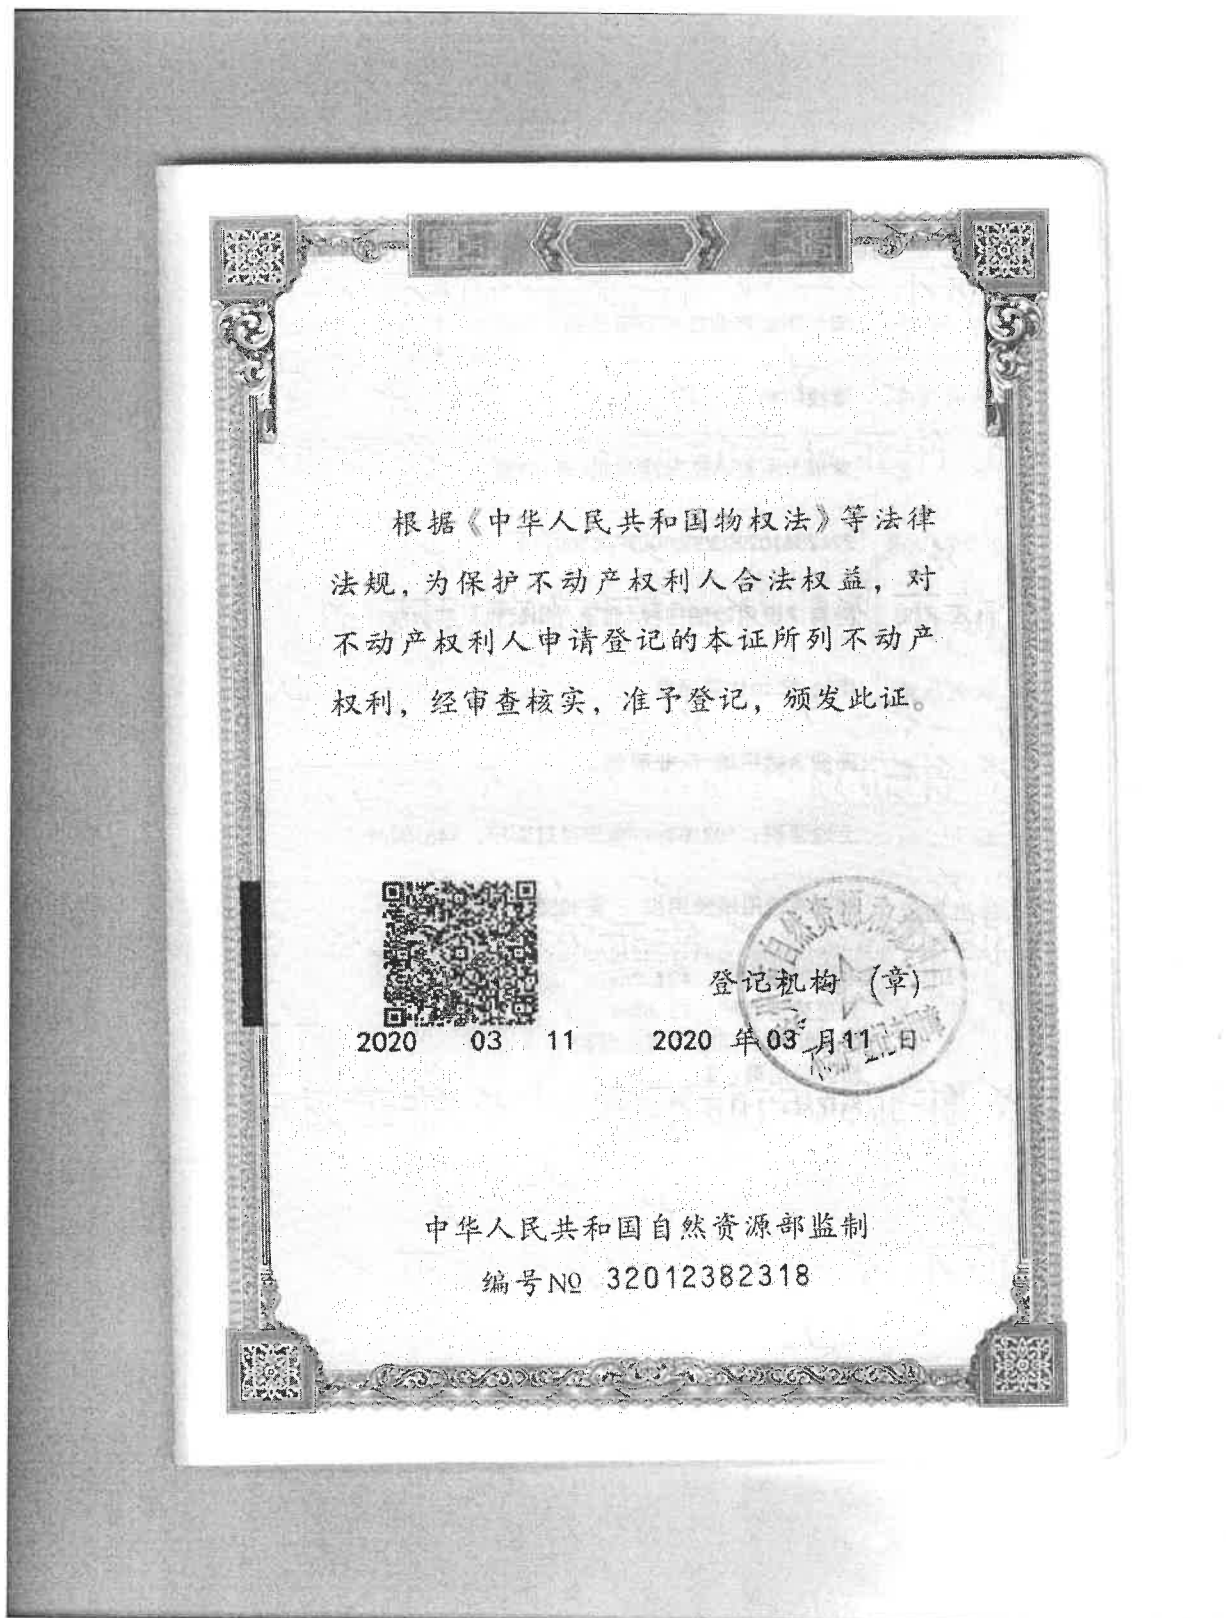 根据《中华人民共和国物权法》等法律
法规，为保护不动产权利人合法权益，对
不动产权利人申请登记的本证所列不动产
权利，经审查核实，准予登记，颁发此证。
登记机构（章）
2020 03 11
2020 年 03 月 11 日
中华人民共和国自然资源部监制
编号 № 32012382318